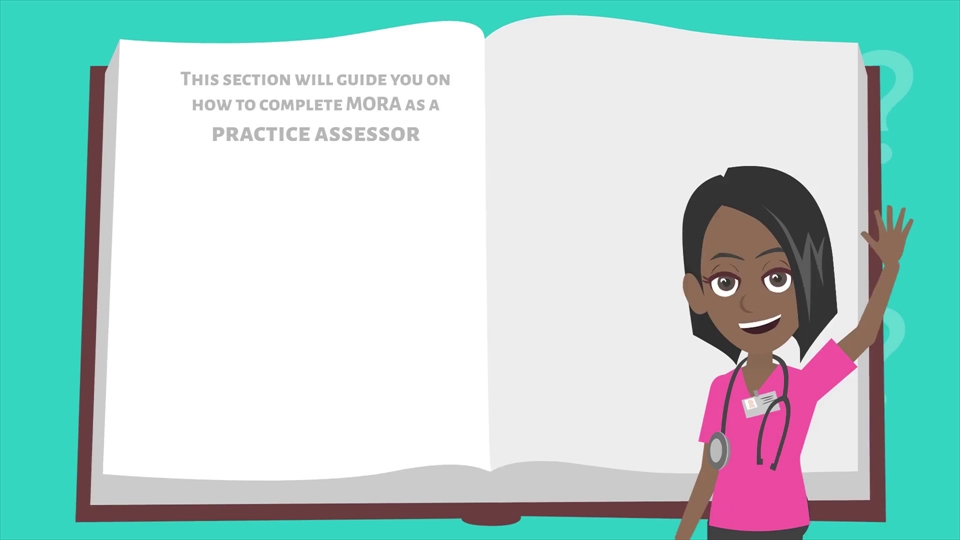 This section will guide you on
how to complete MORA as a
practice assessor